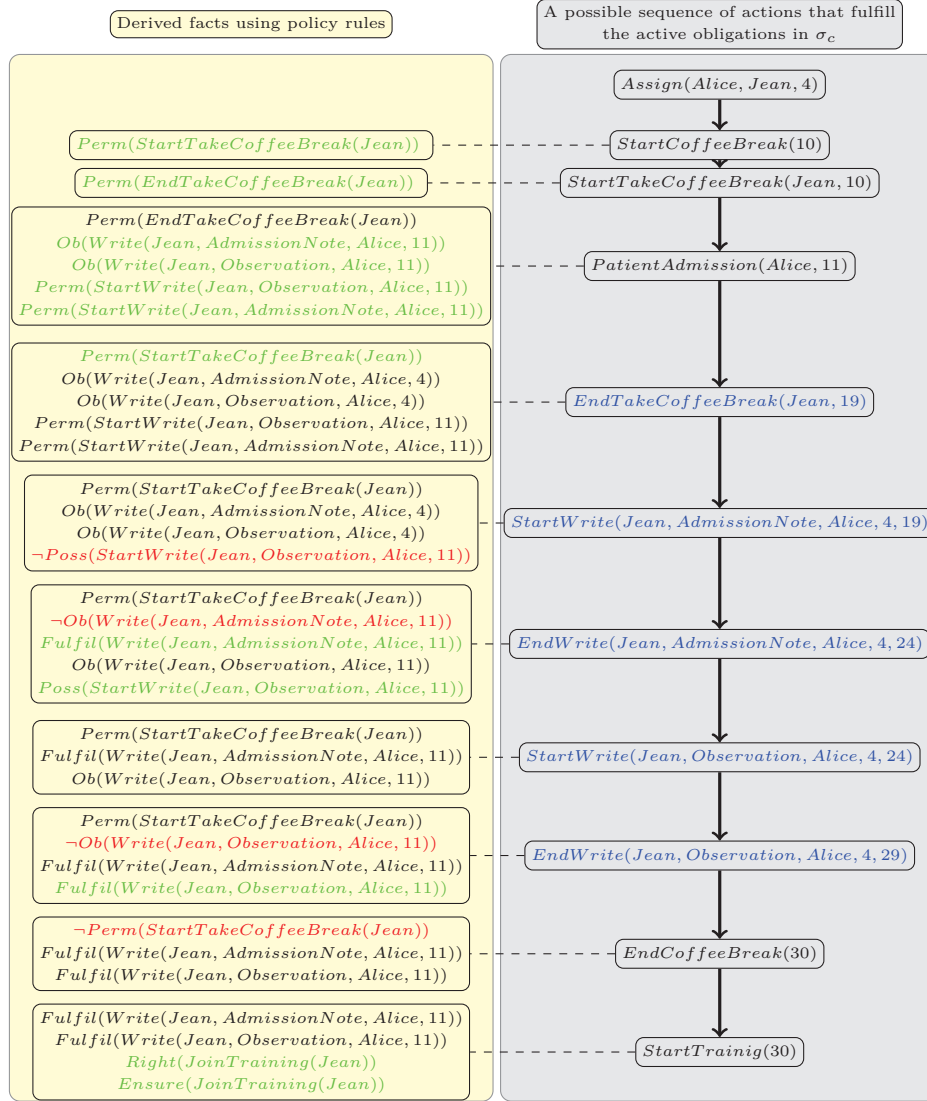 Derived facts using policy rules
A possible sequence of actions that fulfill
the active obligations in σc
Assign(Alice, Jean, 4)
Perm(StartTakeCoffeeBreak(Jean))
StartCoffeeBreak(10)
Perm(EndTakeCoffeeBreak(Jean))
StartTakeCoffeeBreak(Jean, 10)
Perm(EndTakeCoffeeBreak(Jean))
Ob(Write(Jean, AdmissionNote, Alice, 11))
Ob(Write(Jean, Observation, Alice, 11))
Perm(StartWrite(Jean, Observation, Alice, 11))
Perm(StartWrite(Jean, AdmissionNote, Alice, 11))
PatientAdmission(Alice, 11)
Perm(StartTakeCoffeeBreak(Jean))
Ob(Write(Jean, AdmissionNote, Alice, 4))
Ob(Write(Jean, Observation, Alice, 4))
Perm(StartWrite(Jean, Observation, Alice, 11))
Perm(StartWrite(Jean, AdmissionNote, Alice, 11))
EndTakeCoffeeBreak(Jean, 19)
Perm(StartTakeCoffeeBreak(Jean))
Ob(Write(Jean, AdmissionNote, Alice, 4))
Ob(Write(Jean, Observation, Alice, 4))
¬Poss(StartWrite(Jean, Observation, Alice, 11))
StartWrite(Jean, AdmissionNote, Alice, 4, 19)
Perm(StartTakeCoffeeBreak(Jean))
¬Ob(Write(Jean, AdmissionNote, Alice, 11))
Fulfil(Write(Jean, AdmissionNote, Alice, 11))
Ob(Write(Jean, Observation, Alice, 11))
Poss(StartWrite(Jean, Observation, Alice, 11))
EndWrite(Jean, AdmissionNote, Alice, 4, 24)
Perm(StartTakeCoffeeBreak(Jean))
Fulfil(Write(Jean, AdmissionNote, Alice, 11))
Ob(Write(Jean, Observation, Alice, 11))
StartWrite(Jean, Observation, Alice, 4, 24)
Perm(StartTakeCoffeeBreak(Jean))
¬Ob(Write(Jean, Observation, Alice, 11))
Fulfil(Write(Jean, AdmissionNote, Alice, 11))
Fulfil(Write(Jean, Observation, Alice, 11))
EndWrite(Jean, Observation, Alice, 4, 29)
¬Perm(StartTakeCoffeeBreak(Jean))
Fulfil(Write(Jean, AdmissionNote, Alice, 11))
Fulfil(Write(Jean, Observation, Alice, 11))
EndCoffeeBreak(30)
Fulfil(Write(Jean, AdmissionNote, Alice, 11))
Fulfil(Write(Jean, Observation, Alice, 11))
Right(JoinTraining(Jean))
Ensure(JoinTraining(Jean))
StartTrainig(30)